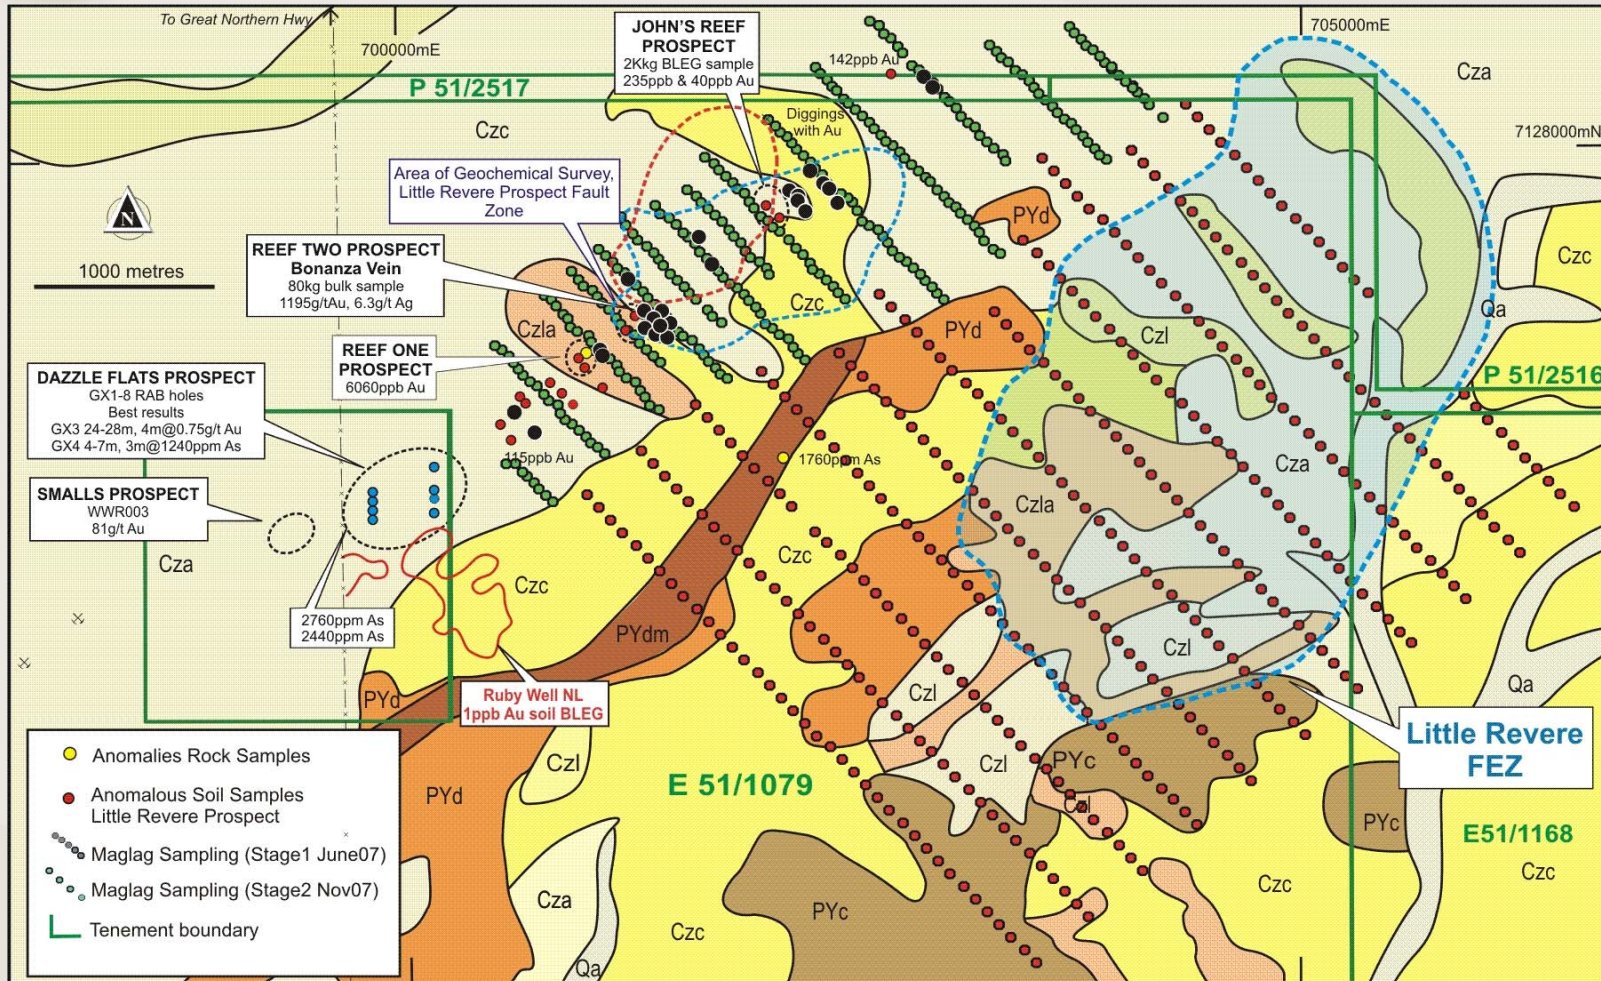 To Great Northern Hwy
700000mE
705000mE
JOHN'S REEF
PROSPECT
2Kkg BLEG sample
235ppb & 40ppb Au
142ppb Au
Cza
P 51/2517
Czc
Diggings
with Au
7128000mN
Area of Geochemical Survey,
Little Revere Prospect Fault
Zone
N
1000 metres
REEF TWO PROSPECT
Bonanza Vein
80kg bulk sample
1195g/tAu, 6.3g/t Ag
PYd
Czc
Czc
Qa
Czla
PYd
Czl
REEF ONE
PROSPECT
6060ppb Au
P 51/2516
DAZZLE FLATS PROSPECT
GX1-8 RAB holes
Best results
GX3 24-28m, 4m@0.75g/t Au
GX4 4-7m, 3m@1240ppm As
115ppb Au
1760ppm As
Cza
SMALLS PROSPECT
WWR003
81g/t Au
Czla
Cza
Czc
Czc
2760ppm As
2440ppm As
PYdm
Czl
PYd
Ruby Well NL
1ppb Au soil BLEG
Czl
Qa
Little Revere
FEZ
Anomalies Rock Samples
Anomalous Soil Samples
Little Revere Prospect
Maglag Sampling (Stage1 June07)
Maglag Sampling (Stage2 Nov07)
Tenement boundary
Czl
PYd
E 51/1079
Czl
PYc
Czl
PYc
E51/1168
Cza
PYc
Czc
Czc
Czc
Qa